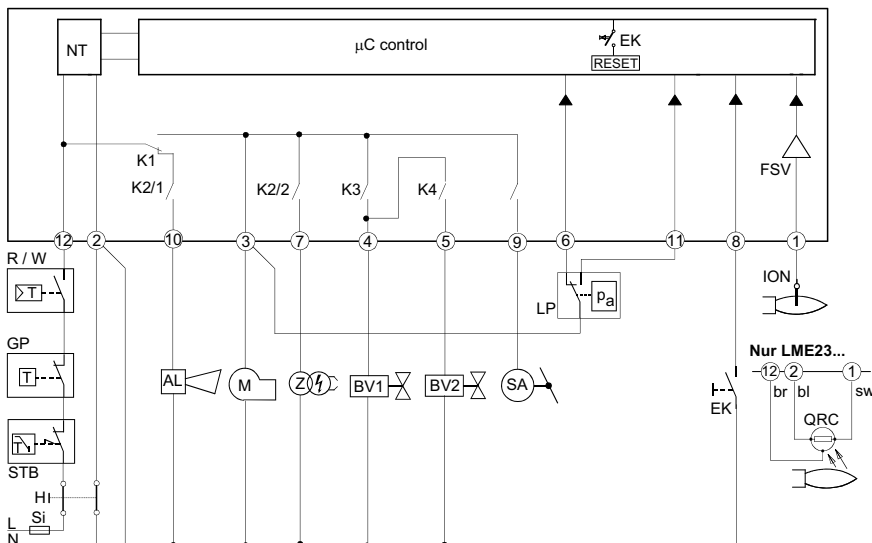 NT
µC control
EK
RESET
FSV
K1
K2/1
K2/2
K3
K4
12
2
10
3
7
4
5
9
6
11
8
1
R / W
T
GP
T
STB
T
H
L
Si
N
AL
M
Z
BV1
BV2
SA
LP
pa
EK
ION
Nur LME23...
12
2
1
br
bl
sw
QRC